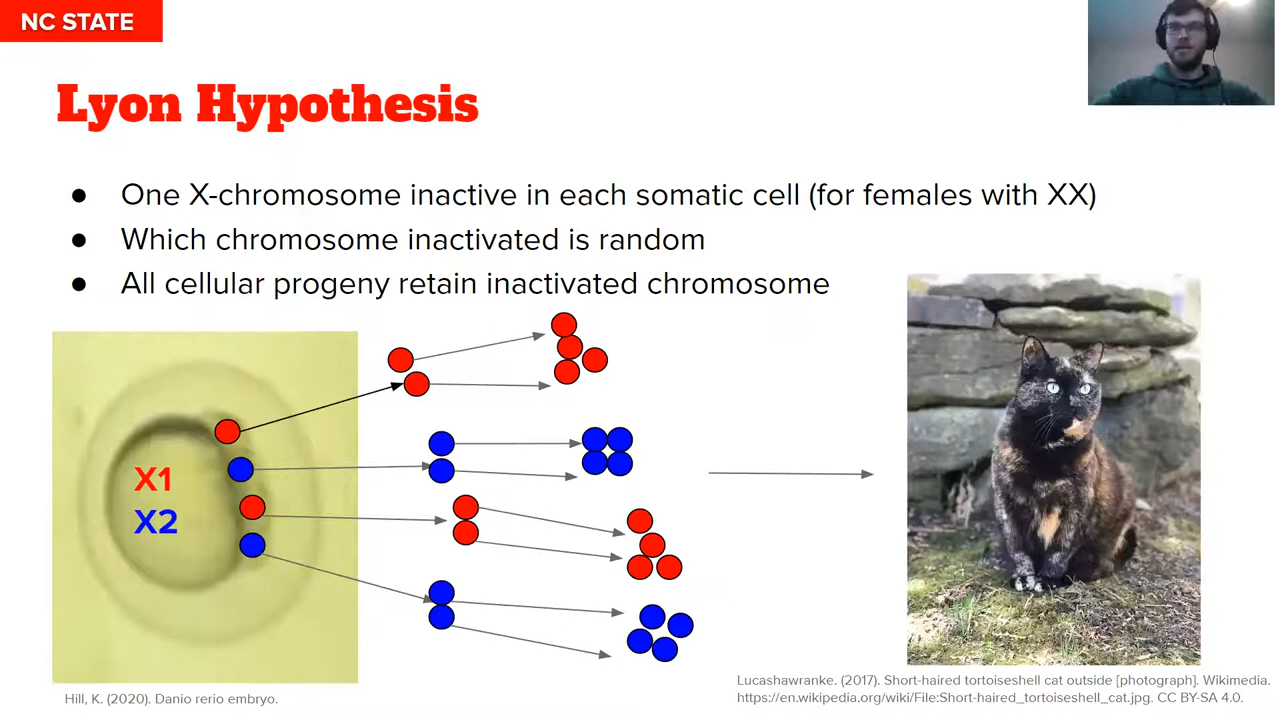 NC STATE
Lyon Hypothesis
● One X-chromosome inactive in each somatic cell (for females with XX)
● Which chromosome inactivated is random
● All cellular progeny retain inactivated chromosome
X1
X2
Hill, K. (2020). Danio rerio embryo.
Lucashawranke. (2017). Short-haired tortoiseshell cat outside [photograph]. Wikimedia.
https://en.wikipedia.org/wiki/File:Short-haired_tortoiseshell_cat.jpg. CC BY-SA 4.0.